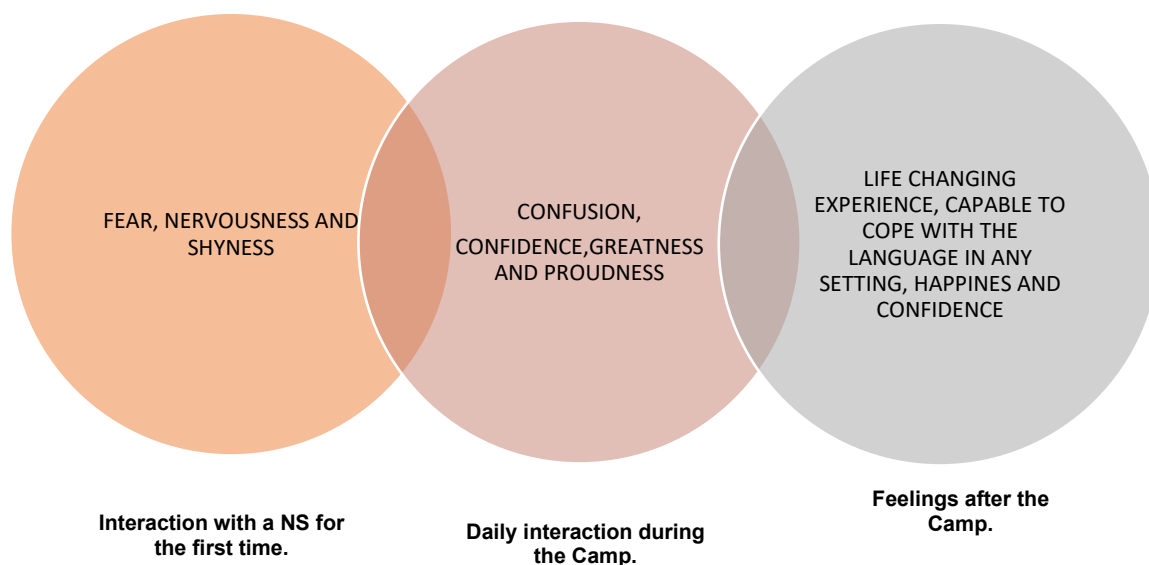 FEAR, NERVOUSNESS AND
SHYNESS
CONFUSION,
CONFIDENCE,GREATNESS
AND PROUDNESS
LIFE CHANGING
EXPERIENCE, CAPABLE TO
COPE WITH THE
LANGUAGE IN ANY
SETTING, HAPPINES AND
CONFIDENCE
Interaction with a NS for
the first time.
Daily interaction during
the Camp.
Feelings after the
Camp.